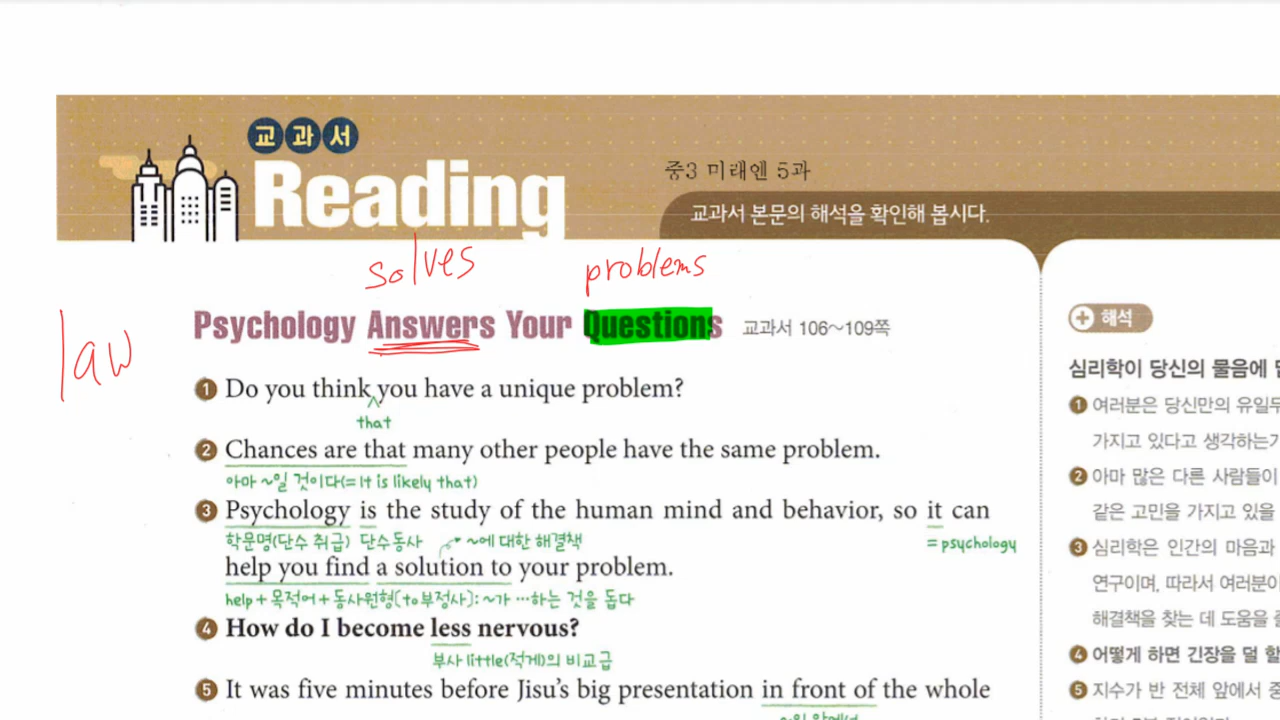 교과서
Reading
중3 미래엔 5과
교과서 본문의 해석을 확인해 봅시다.
solves problems
law
Psychology Answers Your Questions 교과서 106~109쪽
1 Do you think you have a unique problem?
that
2 Chances are that many other people have the same problem.
아마 ~일 것이다(= It is likely that)
3 Psychology is the study of the human mind and behavior, so it can
학문명(단수 취급) 단수동사 ~에 대한 해결책 = psychology
help you find a solution to your problem.
help + 목적어 + 동사원형(to부정사): ~가 …하는 것을 돕다
4 How do I become less nervous?
부사 little(적게)의 비교급
5 It was five minutes before Jisu's big presentation in front of the whole
+ 해석
심리학이 당신의 물음에
1 여러분은 당신만의
가지고 있다고 생각하는가
2 아마 많은 다른 사람들이
같은 고민을 가지고 있을
3 심리학은 인간의 마음과
연구이며, 따라서
해결책을 찾는 데 도움을
4 어떻게 하면 긴장을 덜
5 지수가 반 전체 앞에서